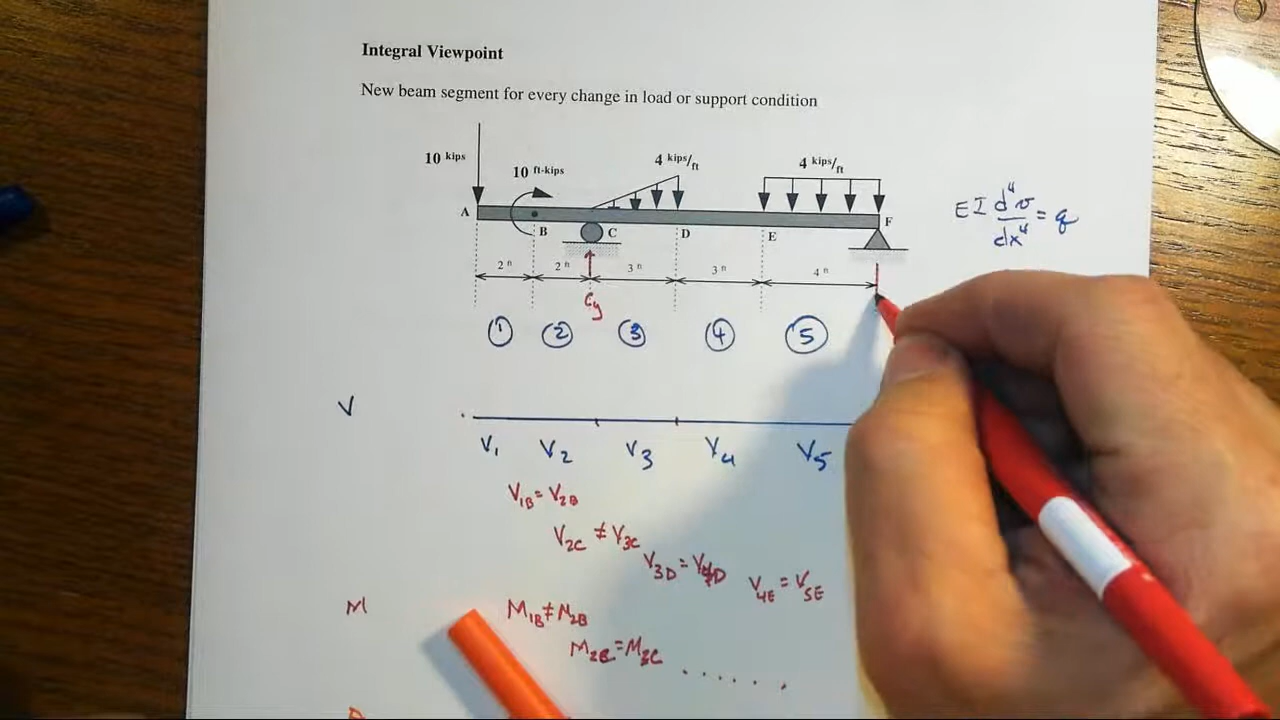 Integral Viewpoint
New beam segment for every change in load or support condition
10 kips
10 ft-kips
4 kips/ft
4 kips/ft
A
B
C
D
E
F
2 ft
2 ft
3 ft
3 ft
4 ft
EI d⁴v/dx⁴ = q
Cy
① ② ③ ④ ⑤
V
V₁ V₂ V₃ V₄ V₅
V1B = V2B
V2C ≠ V3C
V3D = V4D
V4E = V5E
M
M1B ≠ M2B
M2C = M3C ......